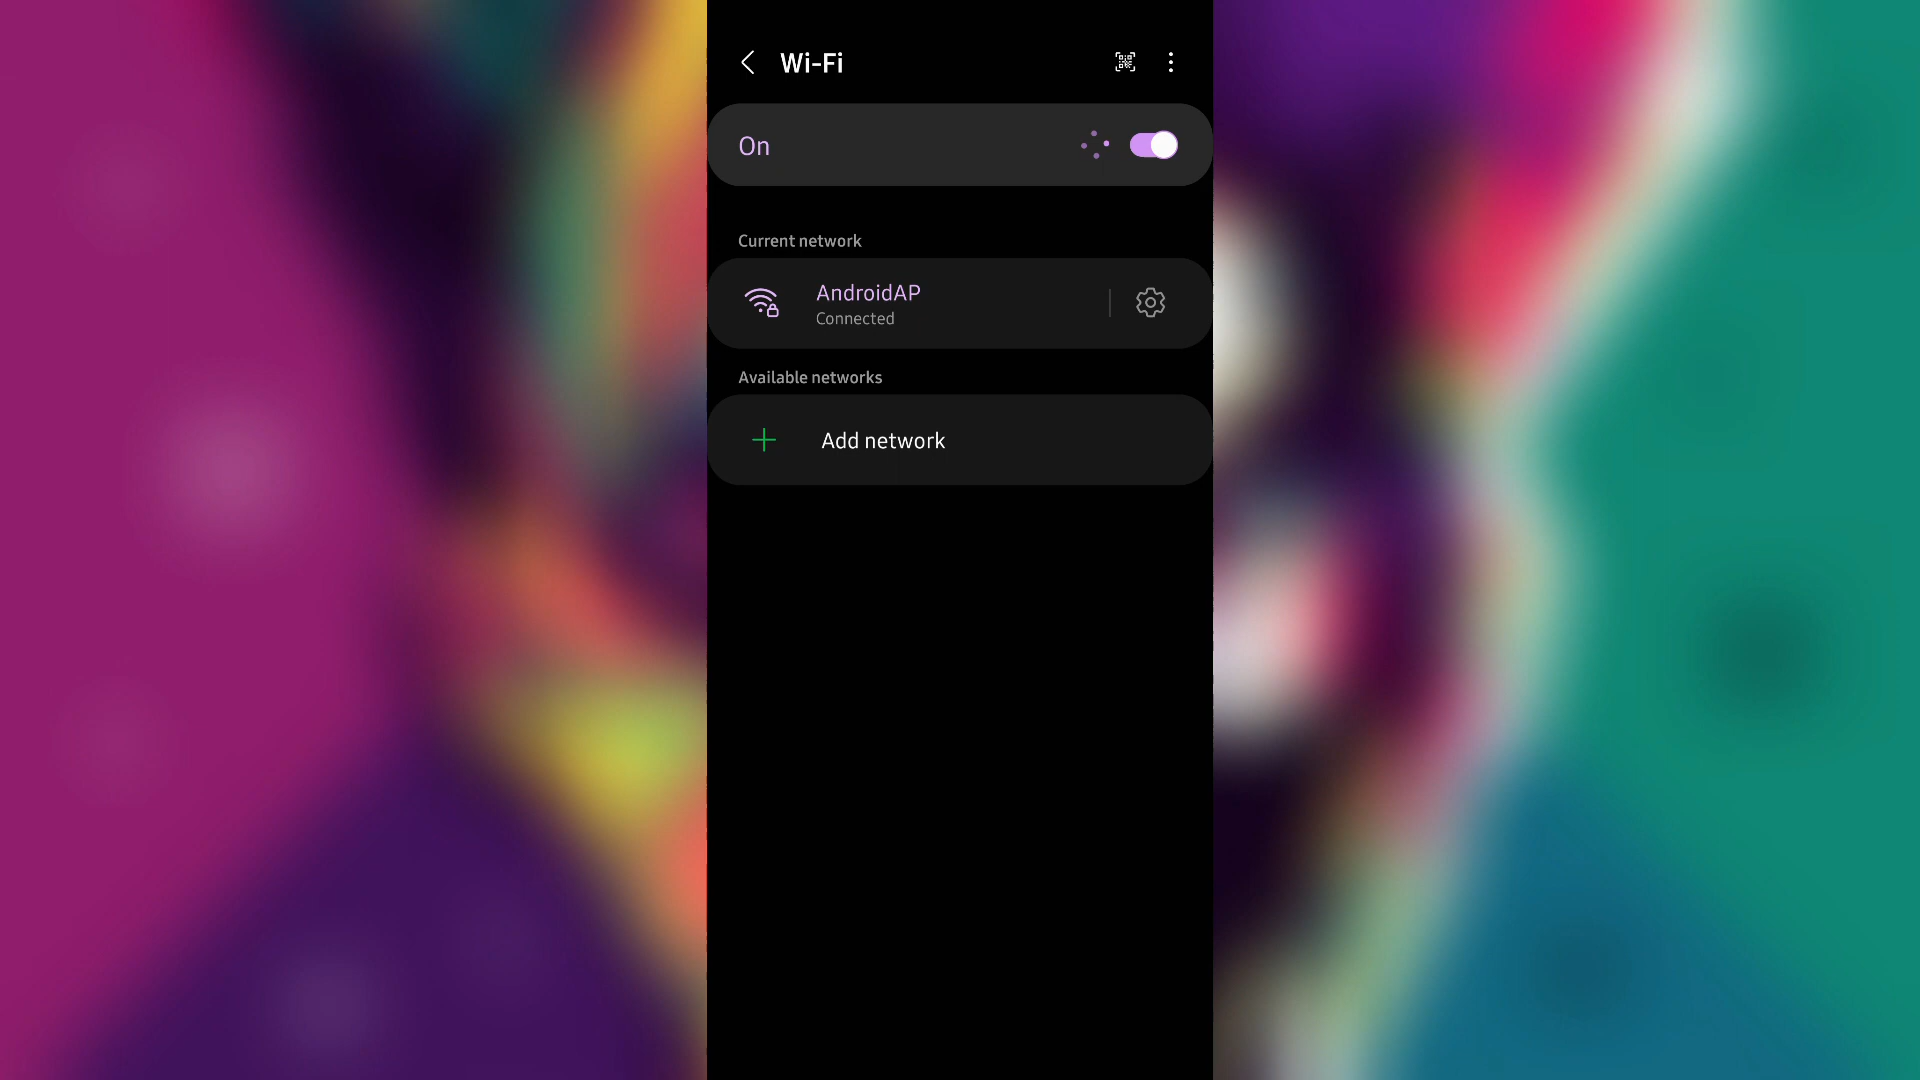 Wi-Fi
On
Current network
AndroidAP
Connected
Available networks
Add network